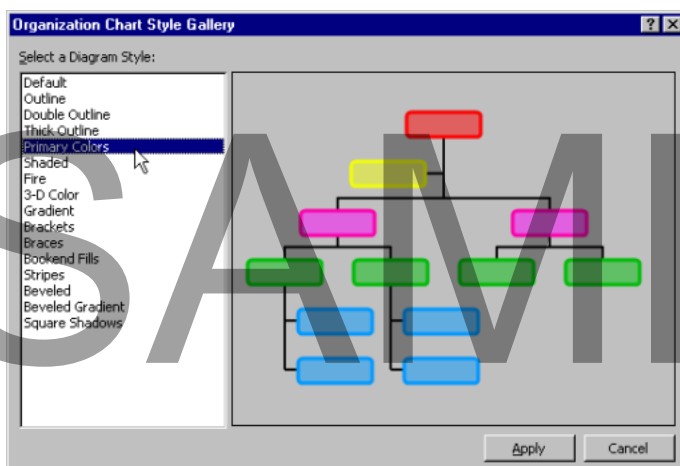 Organization Chart Style Gallery
Select a Diagram Style:
Default
Outline
Double Outline
Thick Outline
Primary Colors
Shaded
Fire
3-D Color
Gradient
Brackets
Braces
Bookend Fills
Stripes
Beveled
Beveled Gradient
Square Shadows
SAM
Apply
Cancel